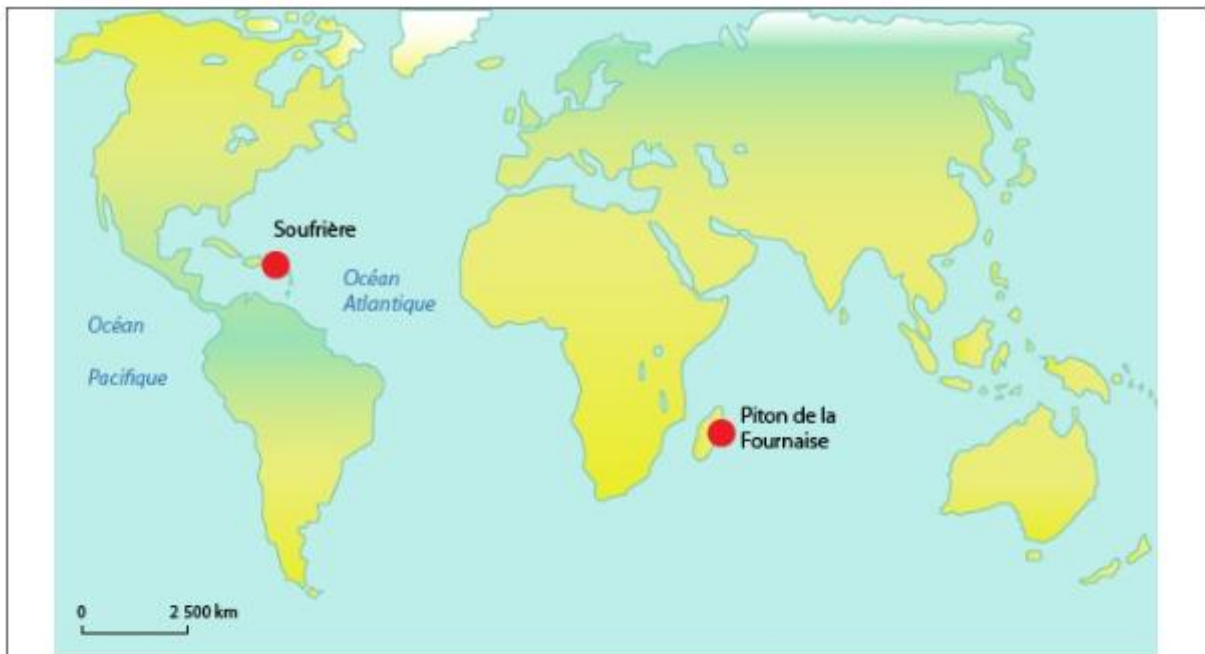 Soufrière
Océan
Atlantique
Océan
Pacifique
Piton de la
Fournaise
0 2 500 km